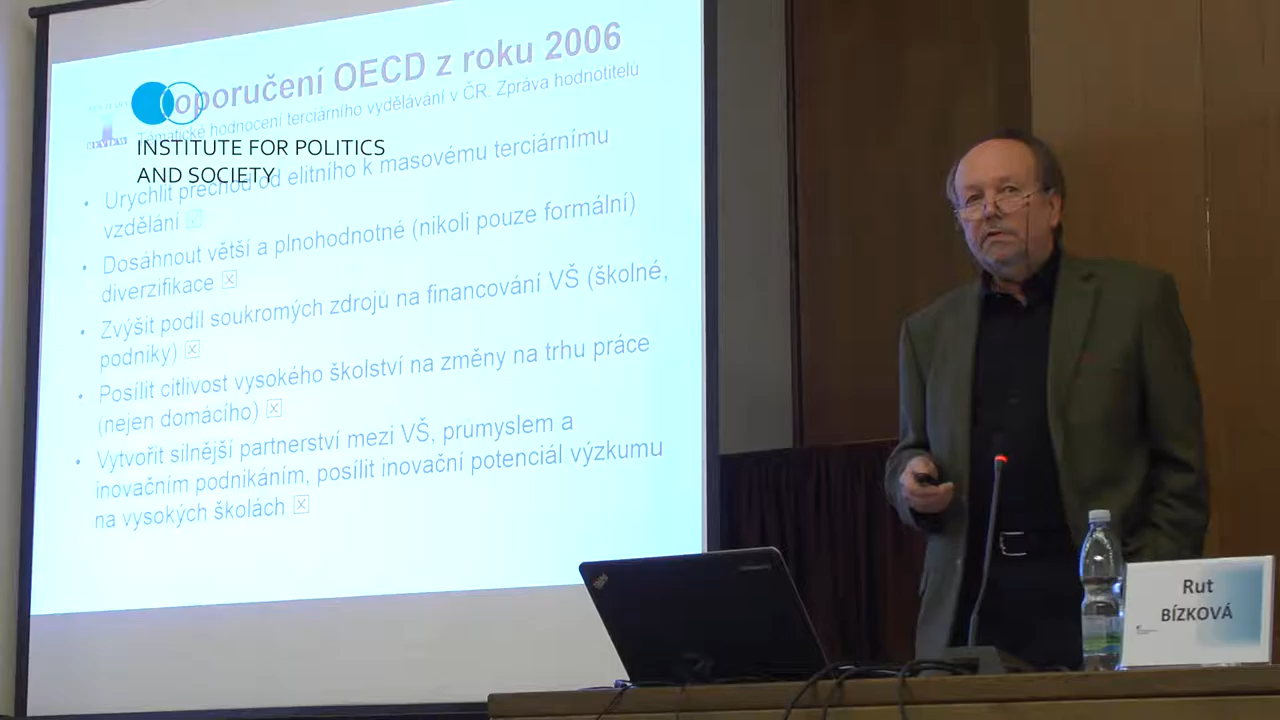 oporučení OECD z roku 2006
Tématické hodnocení terciárního vydělávání v ČR. Zpráva hodnotitelů
REVIEW
INSTITUTE FOR POLITICS
AND SOCIETY
• Urychlit přechod od elitního k masovému terciárnímu
vzdělání ☑
• Dosáhnout větší a plnohodnotné (nikoli pouze formální)
diverzifikace ☒
• Zvýšit podíl soukromých zdrojů na financování VŠ (školné,
podniky) ☒
• Posílit citlivost vysokého školství na změny na trhu práce
(nejen domácího) ☒
• Vytvořit silnější partnerství mezi VŠ, prumyslem a
inovačním podnikáním, posílit inovační potenciál výzkumu
na vysokých školách ☒
Rut
BÍZKOVÁ